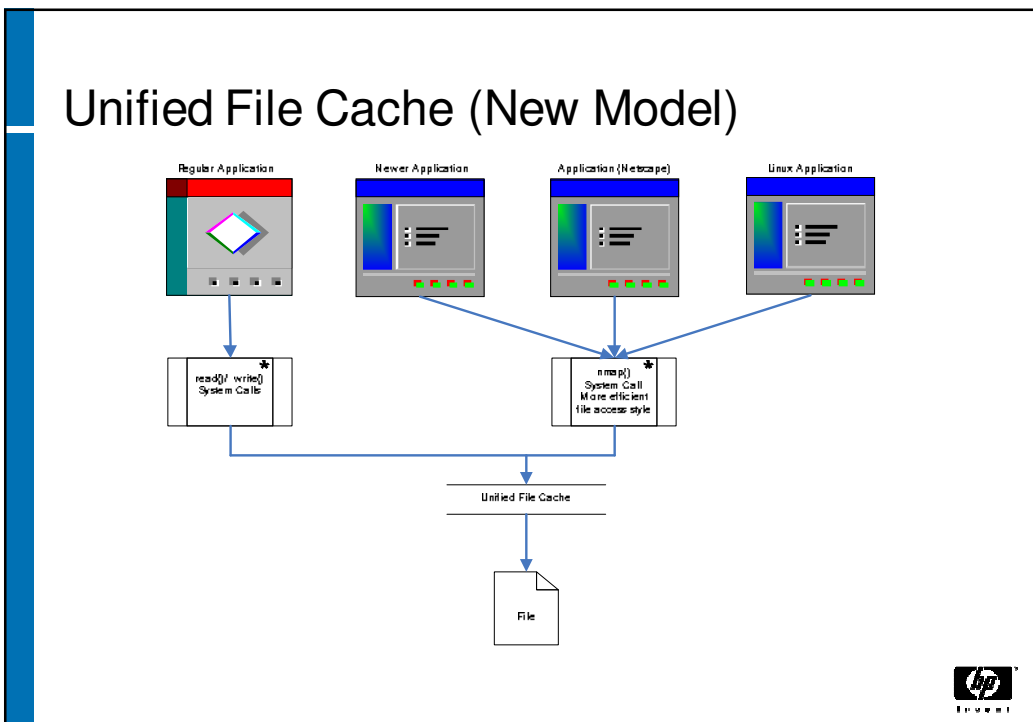 Unified File Cache (New Model)
Regular Application
Newer Application
Application (Netscape)
Linux Application
*
read()/ write()
System Calls
*
mmap()
System Call
More efficient
file access style
Unified File Cache
File
hp
invent